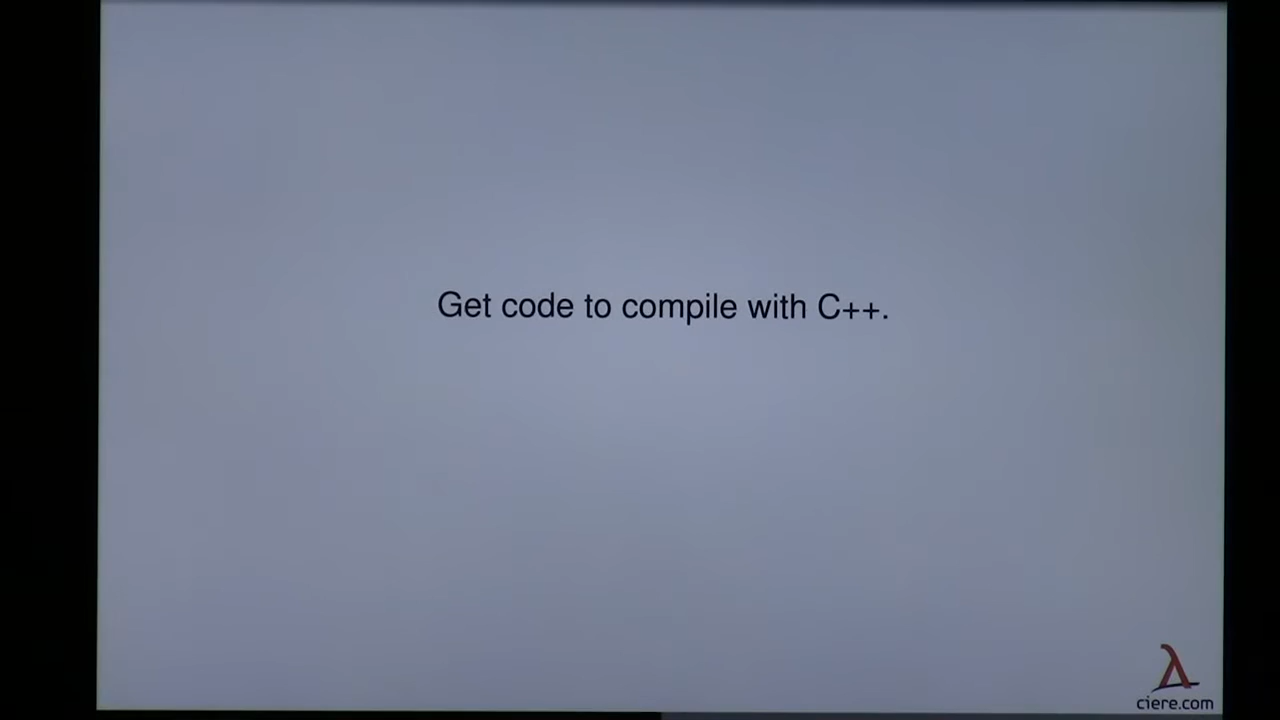 Get code to compile with C++.
λ
ciere.com